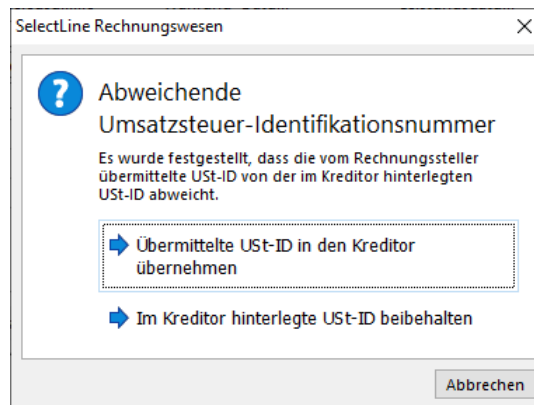 SelectLine Rechnungswesen
Abweichende
Umsatzsteuer-Identifikationsnummer
Es wurde festgestellt, dass die vom Rechnungssteller
übermittelte USt-ID von der im Kreditor hinterlegten
USt-ID abweicht.
Übermittelte USt-ID in den Kreditor
übernehmen
Im Kreditor hinterlegte USt-ID beibehalten
Abbrechen